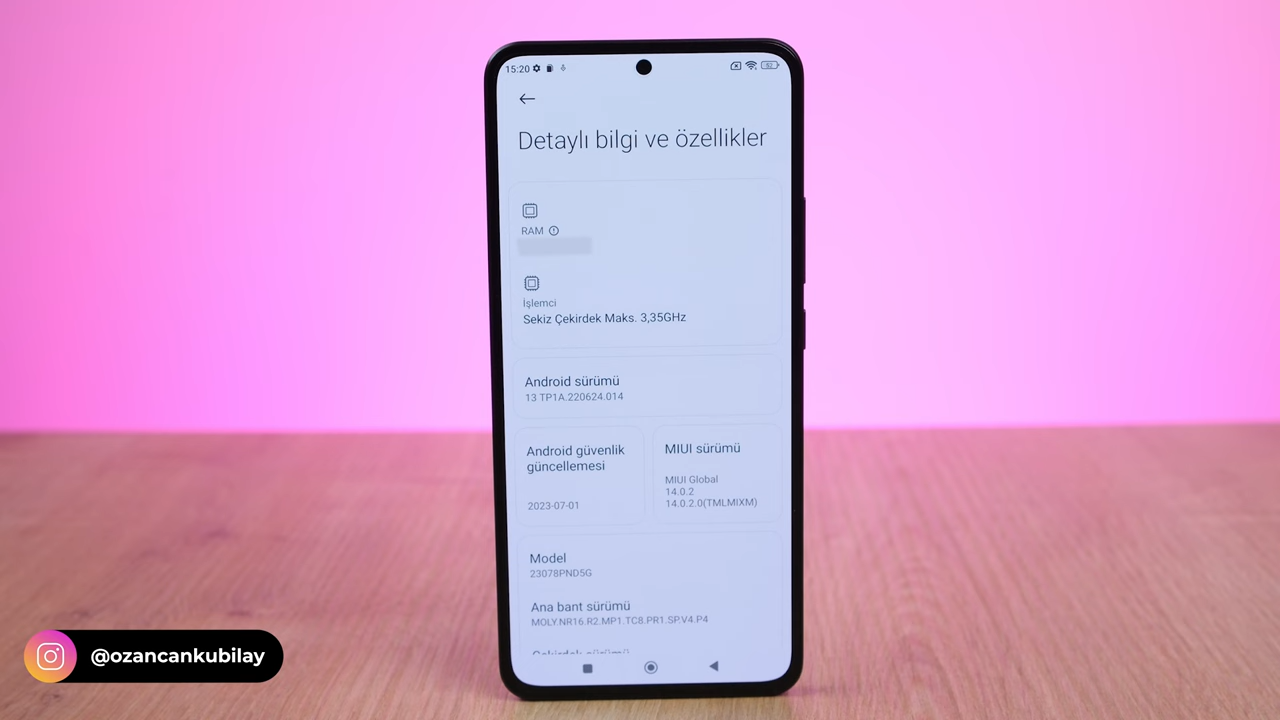 15:20
52
Detaylı bilgi ve özellikler
RAM
İşlemci
Sekiz Çekirdek Maks. 3,35GHz
Android sürümü
13 TP1A.220624.014
Android güvenlik
güncellemesi
2023-07-01
MIUI sürümü
MIUI Global
14.0.2
14.0.2.0(TMLMIXM)
Model
23078PND5G
Ana bant sürümü
MOLY.NR16.R2.MP1.TC8.PR1.SP.V4.P4
@ozancankubilay